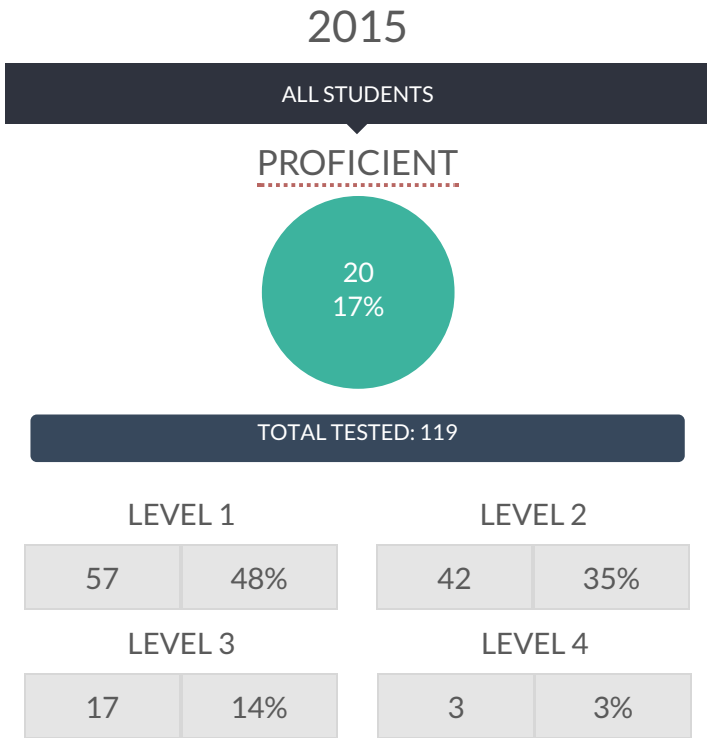 2015
ALL STUDENTS
PROFICIENT
20
17%
TOTAL TESTED: 119
LEVEL 1 LEVEL 2
57 48% 42 35%
LEVEL 3 LEVEL 4
17 14% 3 3%